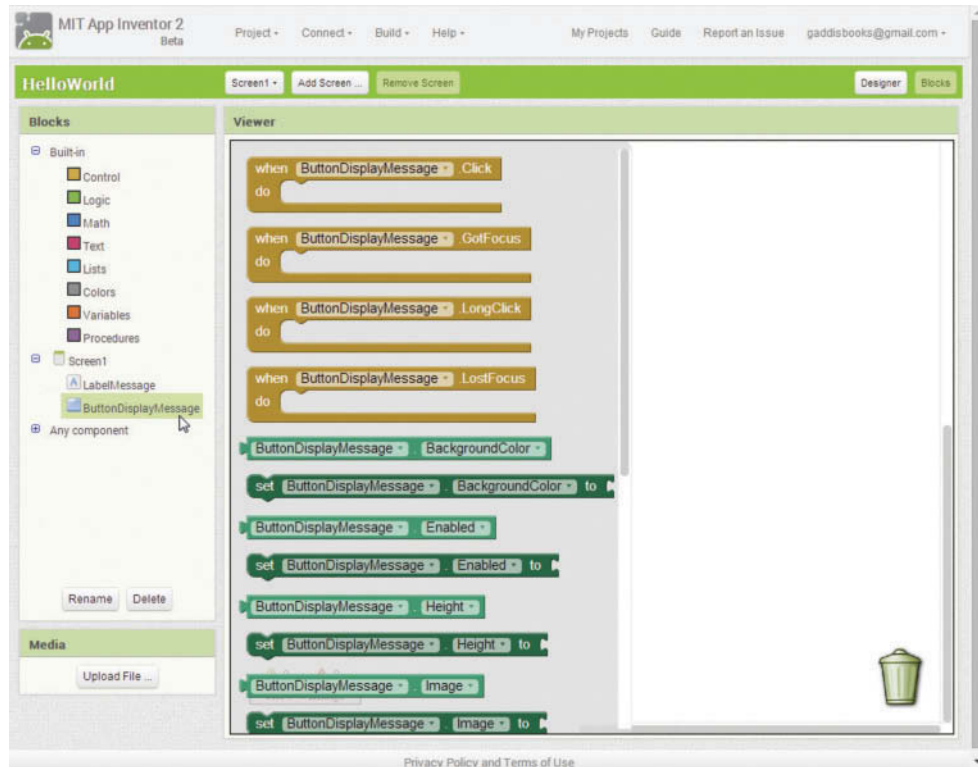 MIT App Inventor 2
Beta
Project Connect Build Help My Projects Guide Report an Issue gaddisbooks@gmail.com
HelloWorld Screen1 Add Screen ... Remove Screen Designer Blocks
Blocks
Built-in
Control
Logic
Math
Text
Lists
Colors
Variables
Procedures
Screen1
LabelMessage
ButtonDisplayMessage
Any component
Rename Delete
Media
Upload File ...
Viewer
when ButtonDisplayMessage .Click
do
when ButtonDisplayMessage .GotFocus
do
when ButtonDisplayMessage .LongClick
do
when ButtonDisplayMessage .LostFocus
do
ButtonDisplayMessage . BackgroundColor
set ButtonDisplayMessage . BackgroundColor to
ButtonDisplayMessage . Enabled
set ButtonDisplayMessage . Enabled to
ButtonDisplayMessage . Height
set ButtonDisplayMessage . Height to
ButtonDisplayMessage . Image
set ButtonDisplayMessage . Image to
Privacy Policy and Terms of Use